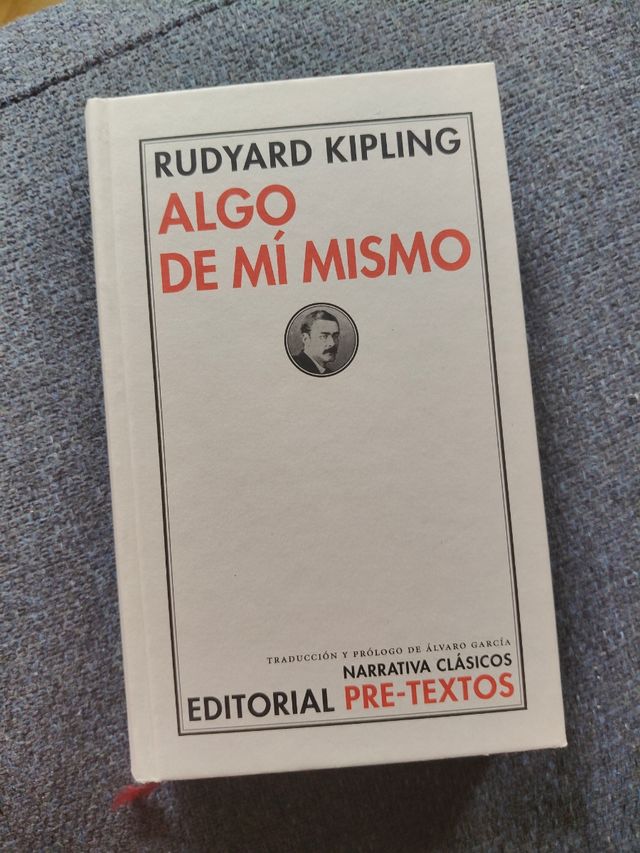 RUDYARD KIPLING
ALGO
DE MÍ MISMO
TRADUCCIÓN Y PRÓLOGO DE ÁLVARO GARCÍA
NARRATIVA CLÁSICOS
EDITORIAL PRE-TEXTOS